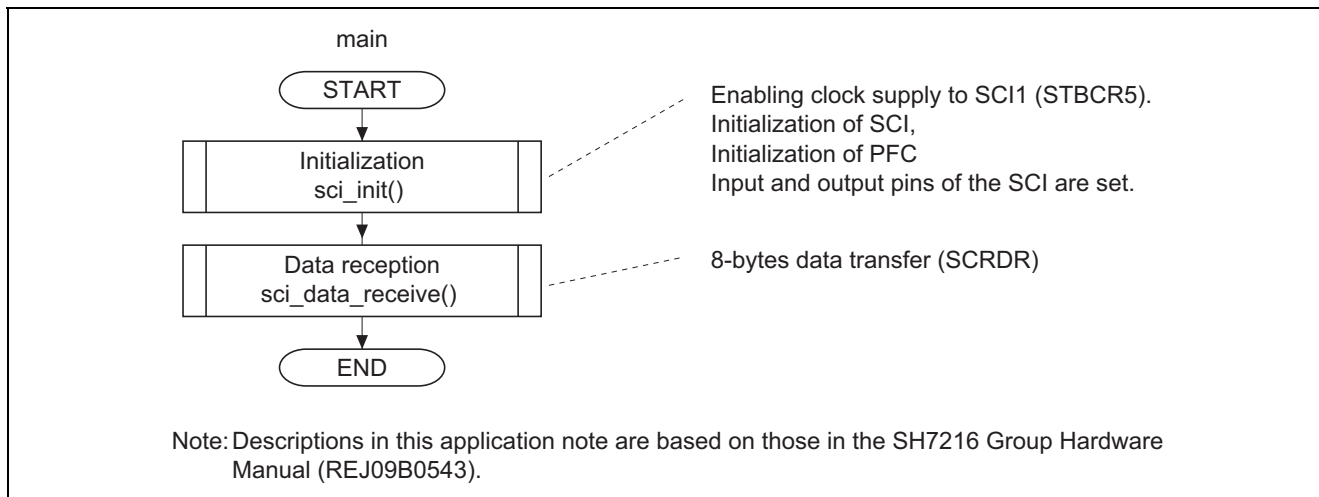 main
START
Initialization
sci_init()
Enabling clock supply to SCI1 (STBCR5).
Initialization of SCI,
Initialization of PFC
Input and output pins of the SCI are set.
Data reception
sci_data_receive()
8-bytes data transfer (SCRDR)
END
Note: Descriptions in this application note are based on those in the SH7216 Group Hardware
Manual (REJ09B0543).